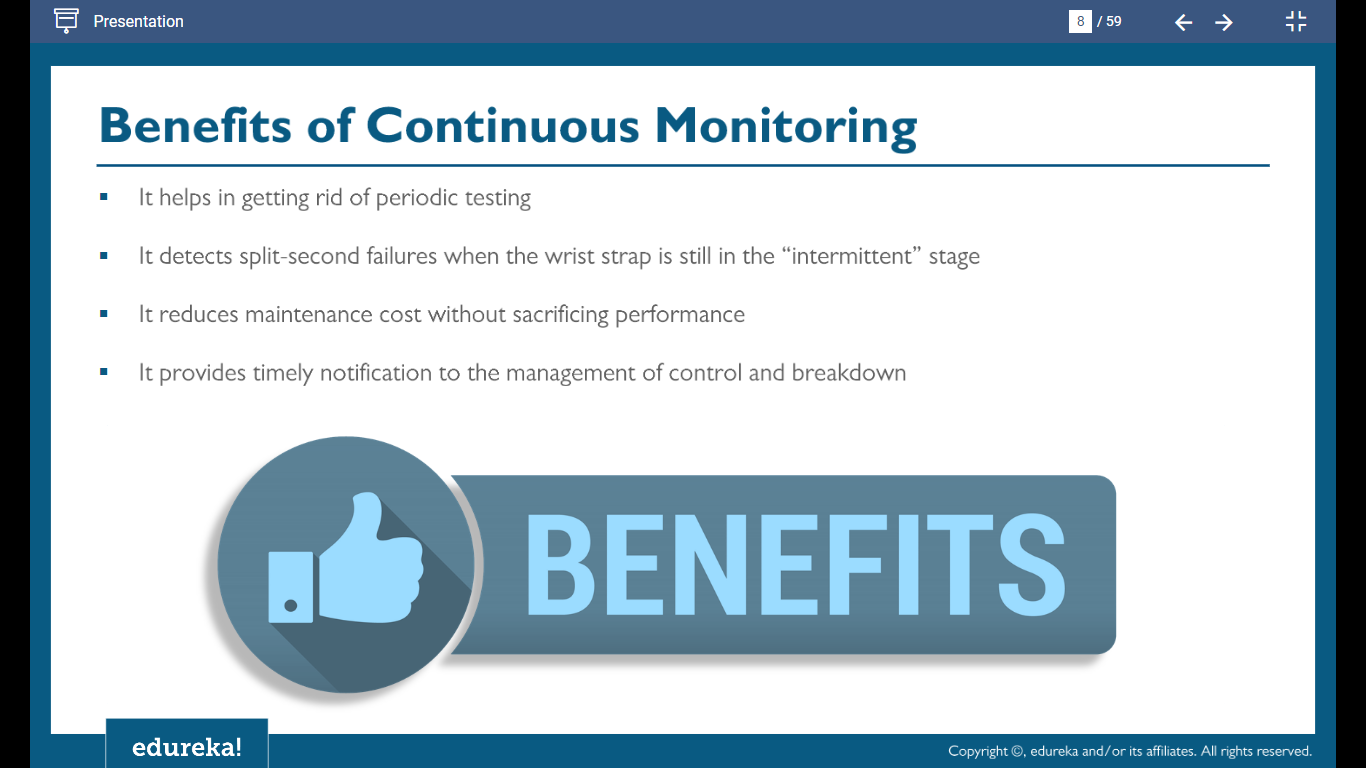 Presentation
8 / 59
Benefits of Continuous Monitoring
▪ It helps in getting rid of periodic testing
▪ It detects split-second failures when the wrist strap is still in the “intermittent” stage
▪ It reduces maintenance cost without sacrificing performance
▪ It provides timely notification to the management of control and breakdown
BENEFITS
edureka!
Copyright ©, edureka and/or its affiliates. All rights reserved.